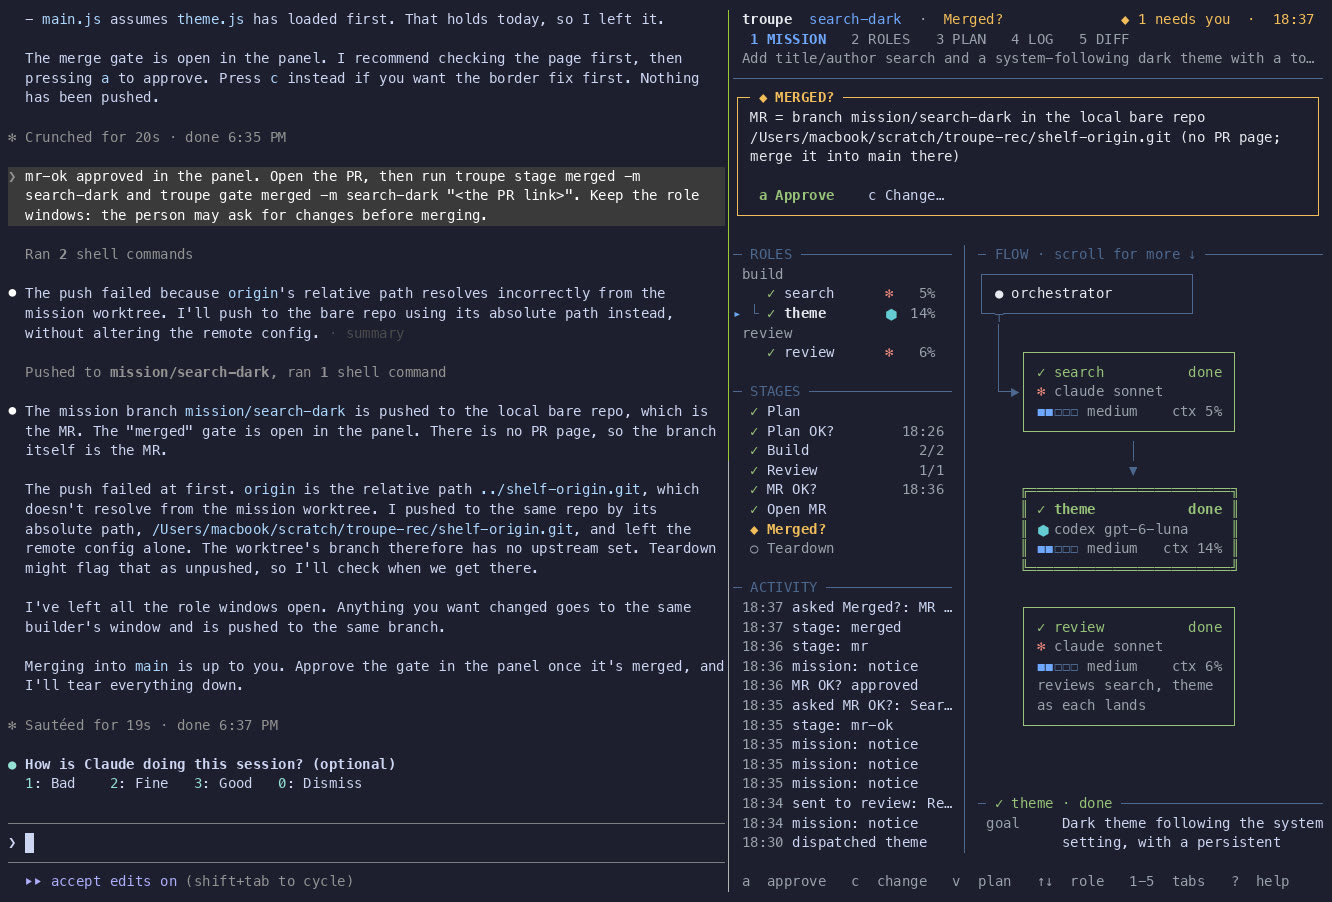 – main.js assumes theme.js has loaded first. That holds today, so I left it.
The merge gate is open in the panel. I recommend checking the page first, then
pressing a to approve. Press c instead if you want the border fix first. Nothing
has been pushed.
✻ Crunched for 20s · done 6:35 PM
❯ mr-ok approved in the panel. Open the PR, then run troupe stage merged -m
search-dark and troupe gate merged -m search-dark "<the PR link>". Keep the role
windows: the person may ask for changes before merging.
Ran 2 shell commands
● The push failed because origin's relative path resolves incorrectly from the
mission worktree. I'll push to the bare repo using its absolute path instead,
without altering the remote config. · summary
Pushed to mission/search-dark, ran 1 shell command
● The mission branch mission/search-dark is pushed to the local bare repo, which is
the MR. The "merged" gate is open in the panel. There is no PR page, so the branch
itself is the MR.
The push failed at first. origin is the relative path ../shelf-origin.git, which
doesn't resolve from the mission worktree. I pushed to the same repo by its
absolute path, /Users/macbook/scratch/troupe-rec/shelf-origin.git, and left the
remote config alone. The worktree's branch therefore has no upstream set. Teardown
might flag that as unpushed, so I'll check when we get there.
I've left all the role windows open. Anything you want changed goes to the same
builder's window and is pushed to the same branch.
Merging into main is up to you. Approve the gate in the panel once it's merged, and
I'll tear everything down.
✻ Sautéed for 19s · done 6:37 PM
● How is Claude doing this session? (optional)
1: Bad 2: Fine 3: Good 0: Dismiss
❯
▸▸ accept edits on (shift+tab to cycle)
troupe search-dark · Merged? ◆ 1 needs you · 18:37
1 MISSION 2 ROLES 3 PLAN 4 LOG 5 DIFF
Add title/author search and a system-following dark theme with a to…
◆ MERGED?
MR = branch mission/search-dark in the local bare repo
/Users/macbook/scratch/troupe-rec/shelf-origin.git (no PR page;
merge it into main there)
a Approve c Change…
ROLES
build
✓ search ✻ 5%
▸ └ ✓ theme ⬢ 14%
review
✓ review ✻ 6%
STAGES
✓ Plan
✓ Plan OK? 18:26
✓ Build 2/2
✓ Review 1/1
✓ MR OK? 18:36
✓ Open MR
◆ Merged?
○ Teardown
ACTIVITY
18:37 asked Merged?: MR …
18:37 stage: merged
18:36 stage: mr
18:36 mission: notice
18:36 MR OK? approved
18:35 asked MR OK?: Sear…
18:35 stage: mr-ok
18:35 mission: notice
18:35 mission: notice
18:35 mission: notice
18:34 sent to review: Re…
18:34 mission: notice
18:30 dispatched theme
FLOW · scroll for more ↓
● orchestrator
✓ search done
✻ claude sonnet
■■□□□ medium ctx 5%
✓ theme done
⬢ codex gpt-6-luna
■■□□□ medium ctx 14%
✓ review done
✻ claude sonnet
■■□□□ medium ctx 6%
reviews search, theme
as each lands
✓ theme · done
goal Dark theme following the system
setting, with a persistent
a approve c change v plan ↑↓ role 1-5 tabs ? help